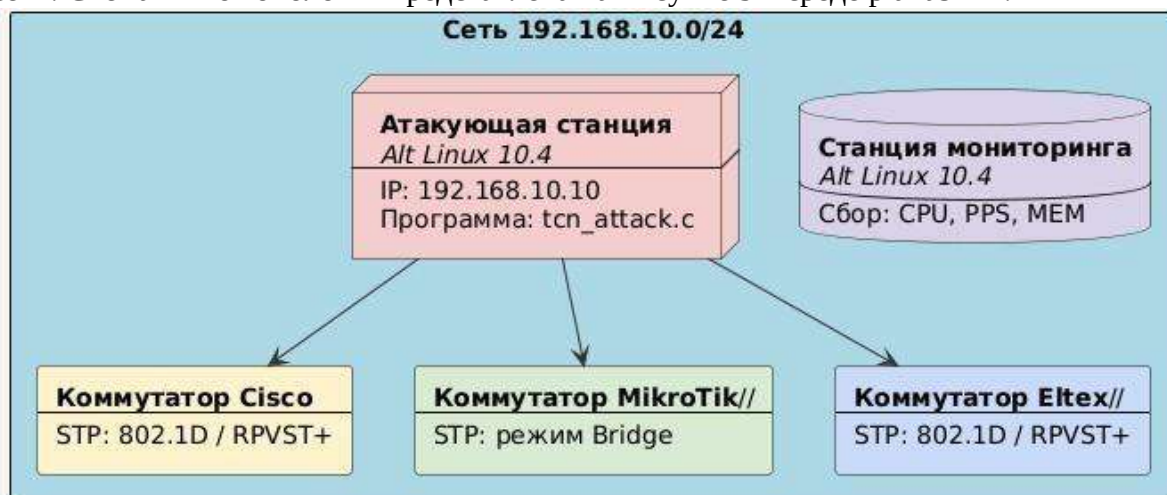 Сеть 192.168.10.0/24
Атакующая станция
Alt Linux 10.4
IP: 192.168.10.10
Программа: tcn_attack.c
Станция мониторинга
Alt Linux 10.4
Сбор: CPU, PPS, MEM
Коммутатор Cisco
STP: 802.1D / RPVST+
Коммутатор MikroTik//
STP: режим Bridge
Коммутатор Eltex//
STP: 802.1D / RPVST+